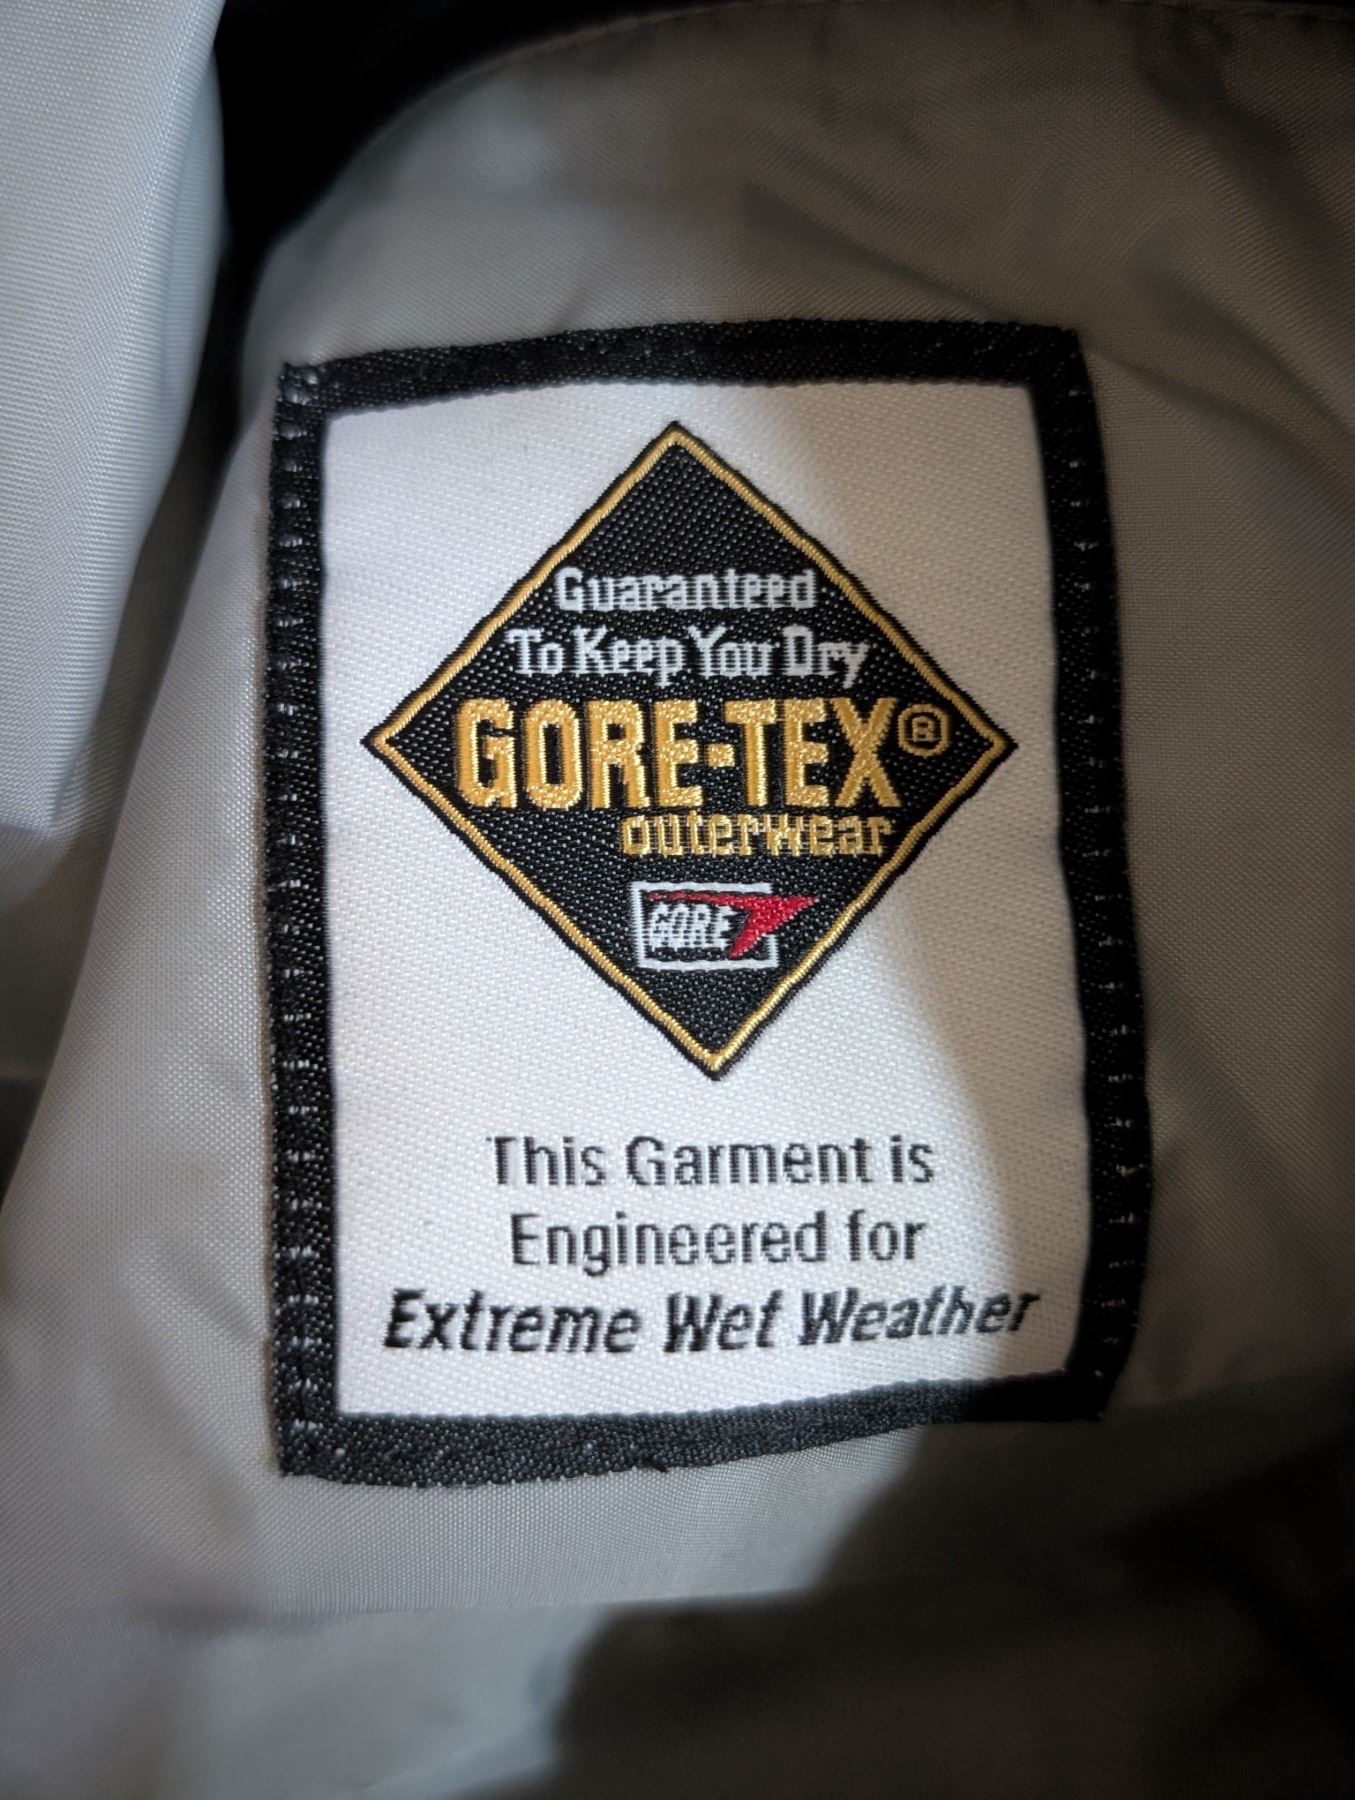 Guaranteed
To Keep You Dry
GORE-TEX®
outerwear
GORE
This Garment is
Engineered for
Extreme Wet Weather